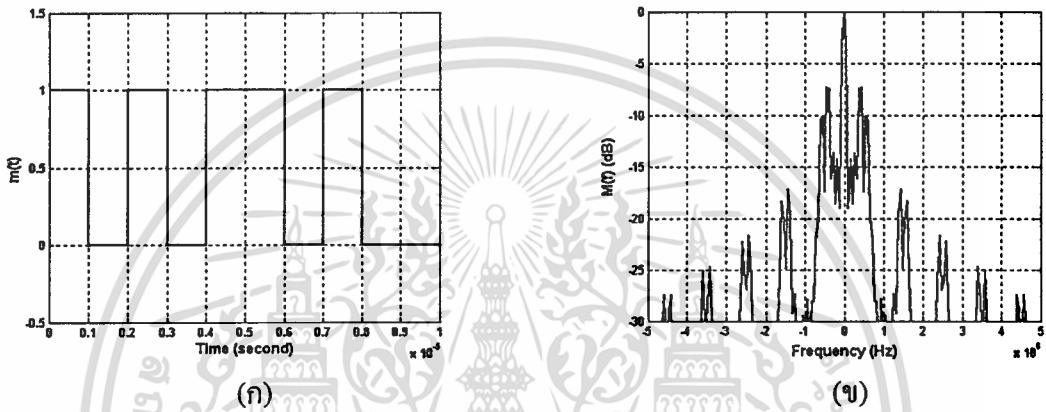 1.5
1
0.5
0
-0.5
m(t)
0 0.1 0.2 0.3 0.4 0.5 0.6 0.7 0.8 0.9 1
Time (second)
(ก)
0
-5
-10
-15
-20
-25
-30
M(f) (dB)
-5 -4 -3 -2 -1 0 1 2 3 4 5
Frequency (Hz)
x 10⁶
(ข)